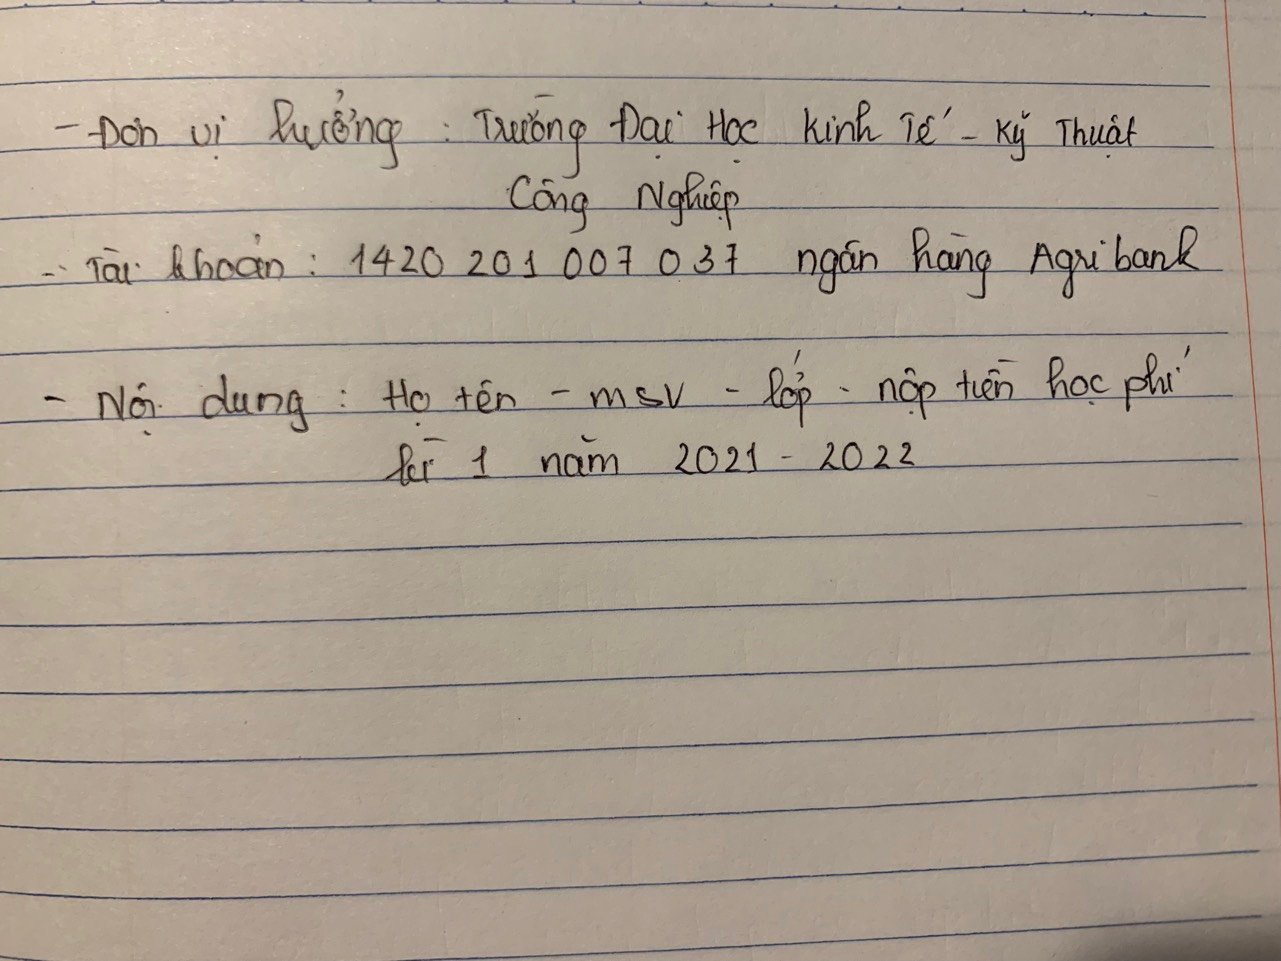 - Đơn vị hưởng : Trường Đại Học Kinh Tế - Kỹ Thuật
Công Nghiệp
- Tài khoản : 1420 201 007 037 ngân hàng Agribank
- Nội dung : Họ tên - msv - lớp - nộp tiền học phí
kì 1 năm 2021 - 2022